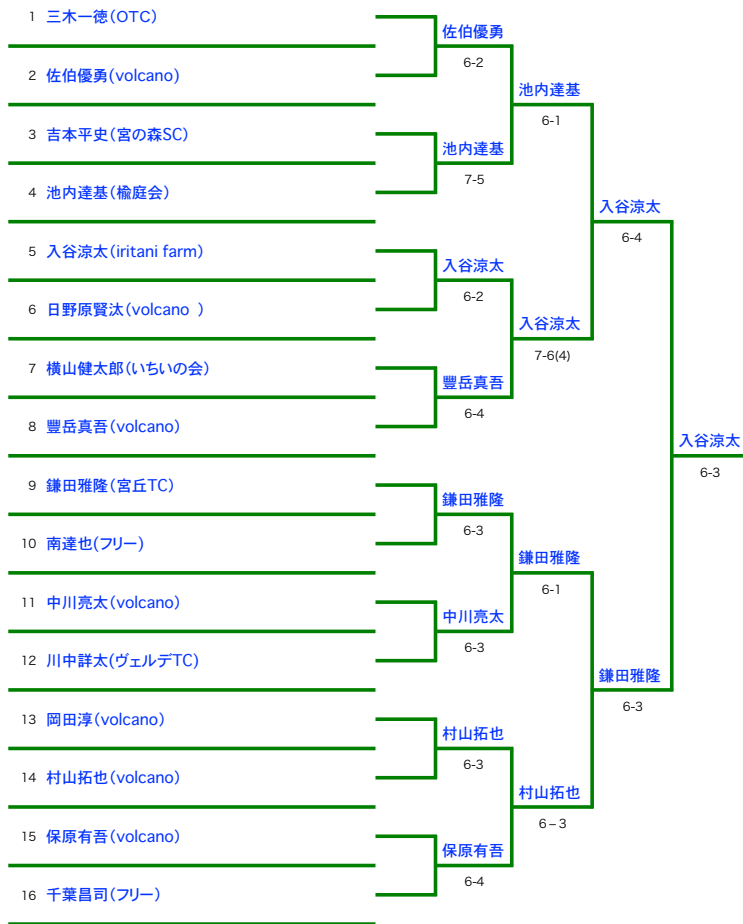 1 三木一徳(OTC)
2 佐伯優勇(volcano)
3 吉本平史(宮の森SC)
4 池内達基(楡庭会)
5 入谷涼太(iritani farm)
6 日野原賢汰(volcano )
7 横山健太郎(いちいの会)
8 豐岳真吾(volcano)
9 鎌田雅隆(宮丘TC)
10 南達也(フリー)
11 中川亮太(volcano)
12 川中詳太(ヴェルデTC)
13 岡田淳(volcano)
14 村山拓也(volcano)
15 保原有吾(volcano)
16 千葉昌司(フリー)
佐伯優勇
6-2
池内達基
7-5
入谷涼太
6-2
豐岳真吾
6-4
鎌田雅隆
6-3
中川亮太
6-3
村山拓也
6-3
保原有吾
6-4
池内達基
6-1
入谷涼太
7-6(4)
鎌田雅隆
6-1
村山拓也
6–3
入谷涼太
6-4
鎌田雅隆
6-3
入谷涼太
6-3